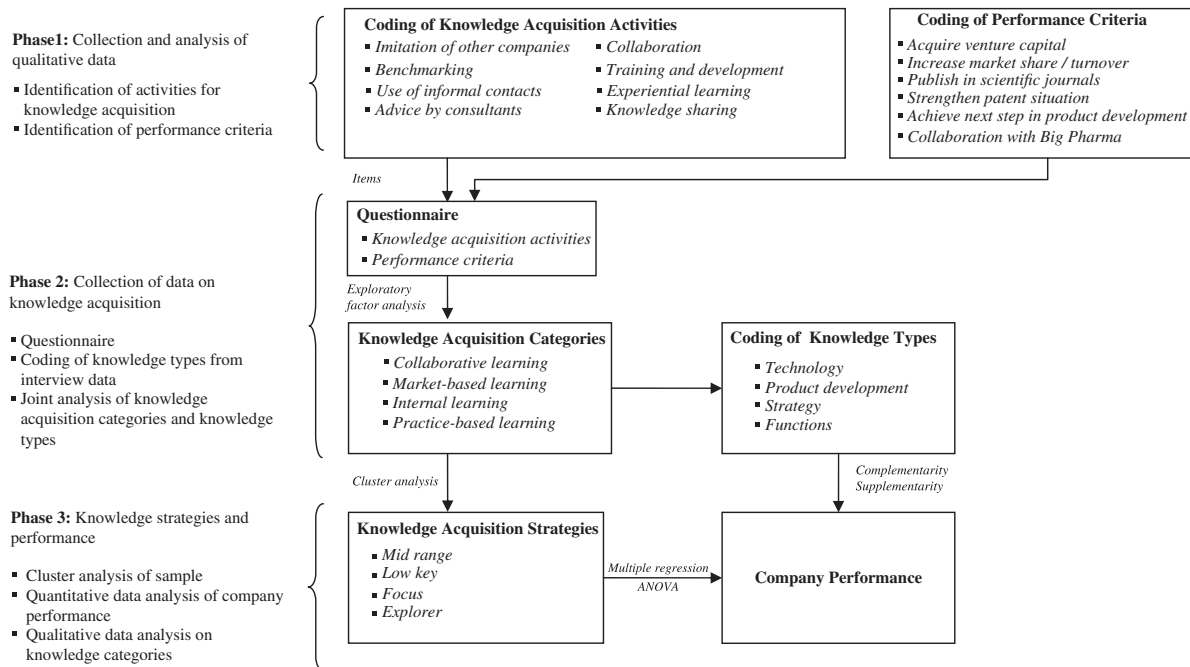 Phase1: Collection and analysis of
qualitative data
▪ Identification of activities for
knowledge acquisition
▪ Identification of performance criteria
Coding of Knowledge Acquisition Activities
▪ Imitation of other companies
▪ Benchmarking
▪ Use of informal contacts
▪ Advice by consultants
▪ Collaboration
▪ Training and development
▪ Experiential learning
▪ Knowledge sharing
Coding of Performance Criteria
▪ Acquire venture capital
▪ Increase market share / turnover
▪ Publish in scientific journals
▪ Strengthen patent situation
▪ Achieve next step in product development
▪ Collaboration with Big Pharma
Items
Phase 2: Collection of data on
knowledge acquisition
▪ Questionnaire
▪ Coding of knowledge types from
interview data
▪ Joint analysis of knowledge
acquisition categories and knowledge
types
Questionnaire
▪ Knowledge acquisition activities
▪ Performance criteria
Exploratory
factor analysis
Knowledge Acquisition Categories
▪ Collaborative learning
▪ Market-based learning
▪ Internal learning
▪ Practice-based learning
Coding of Knowledge Types
▪ Technology
▪ Product development
▪ Strategy
▪ Functions
Cluster analysis
Complementarity
Supplementarity
Phase 3: Knowledge strategies and
performance
▪ Cluster analysis of sample
▪ Quantitative data analysis of company
performance
▪ Qualitative data analysis on
knowledge categories
Knowledge Acquisition Strategies
▪ Mid range
▪ Low key
▪ Focus
▪ Explorer
Multiple regression
ANOVA
Company Performance